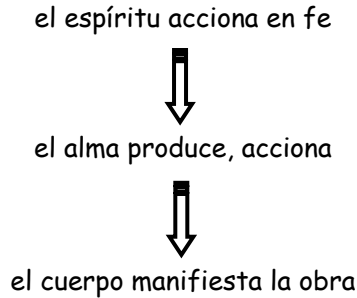 el espíritu acciona en fe
el alma produce, acciona
el cuerpo manifiesta la obra